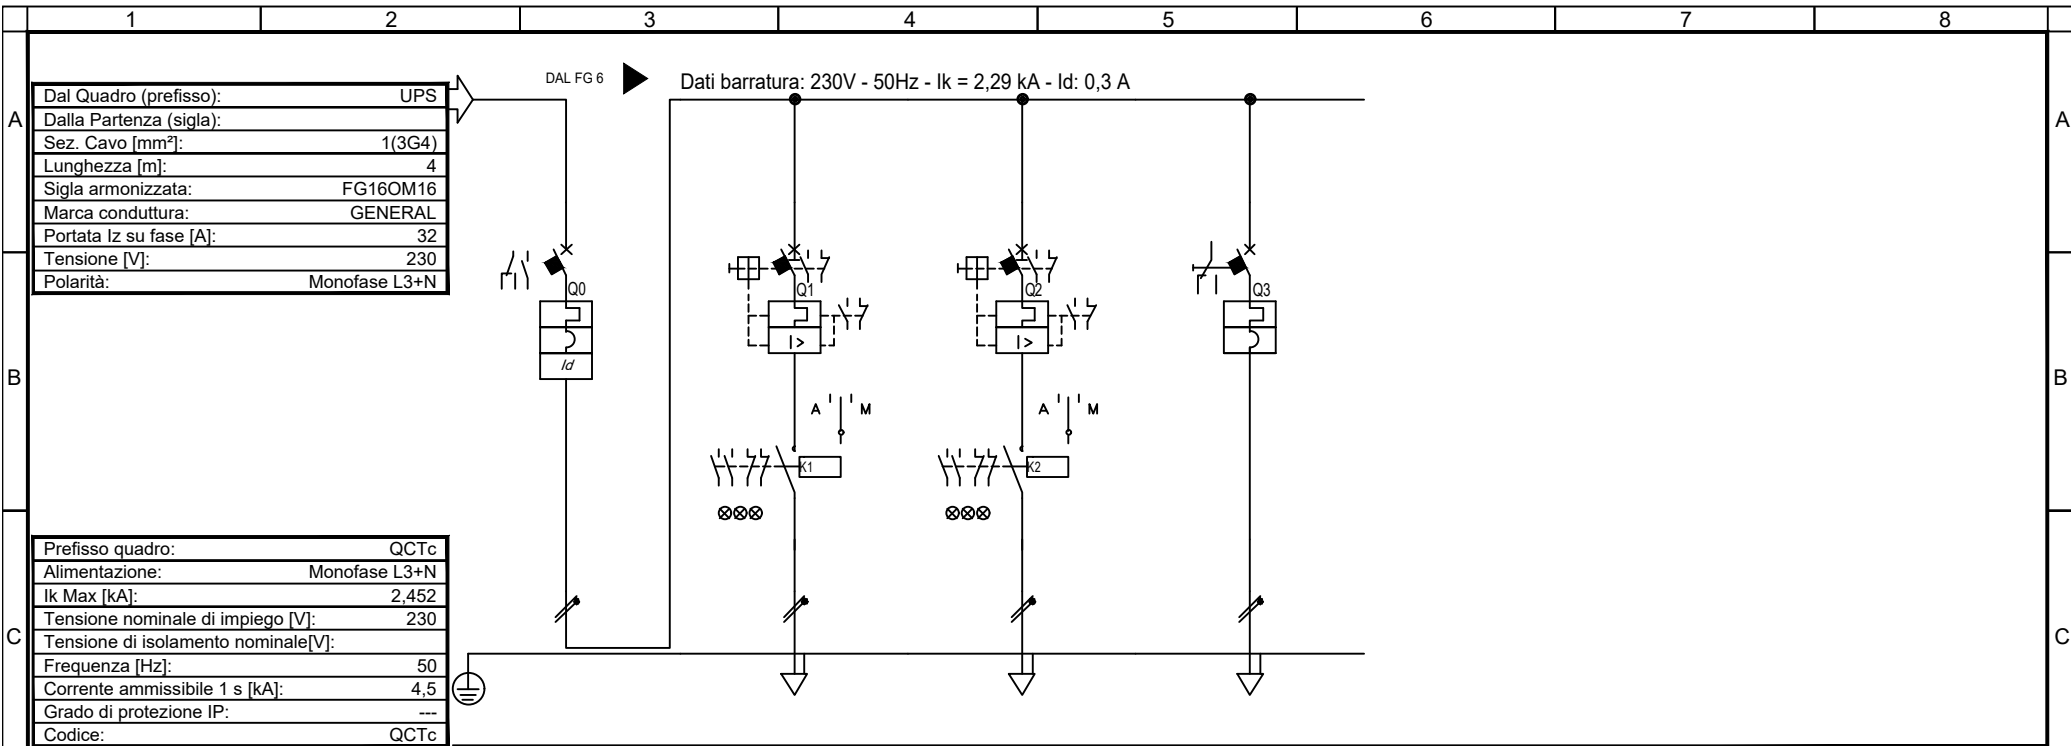 1 2 3 4 5 6 7 8
DAL FG 6
Dati barratura: 230V - 50Hz - Ik = 2,29 kA - Id: 0,3 A
A A
Dal Quadro (prefisso): UPS
Dalla Partenza (sigla):
Sez. Cavo [mm²]: 1(3G4)
Lunghezza [m]: 4
Sigla armonizzata: FG16OM16
Marca conduttura: GENERAL
Portata Iz su fase [A]: 32
Tensione [V]: 230
Polarità: Monofase L3+N
Q0 Q1 Q2 Q3
I> I>
Id
B B
A M A M
K1 K2
Prefisso quadro: QCTc
Alimentazione: Monofase L3+N
Ik Max [kA]: 2,452
Tensione nominale di impiego [V]: 230
Tensione di isolamento nominale[V]:
C C
Frequenza [Hz]: 50
Corrente ammissibile 1 s [kA]: 4,5
Grado di protezione IP: ---
Codice: QCTc